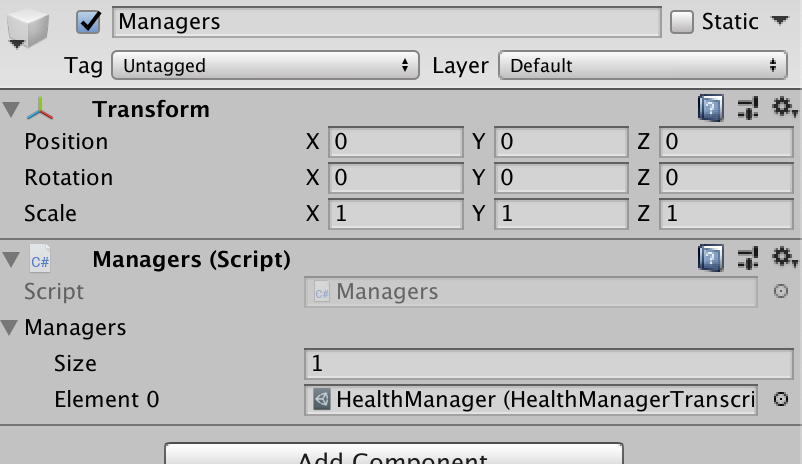 Managers Static
Tag Untagged Layer Default
Transform
Position X 0 Y 0 Z 0
Rotation X 0 Y 0 Z 0
Scale X 1 Y 1 Z 1
C# Managers (Script)
Script C# Managers
Managers
Size 1
Element 0 HealthManager (HealthManagerTranscri
Add Component